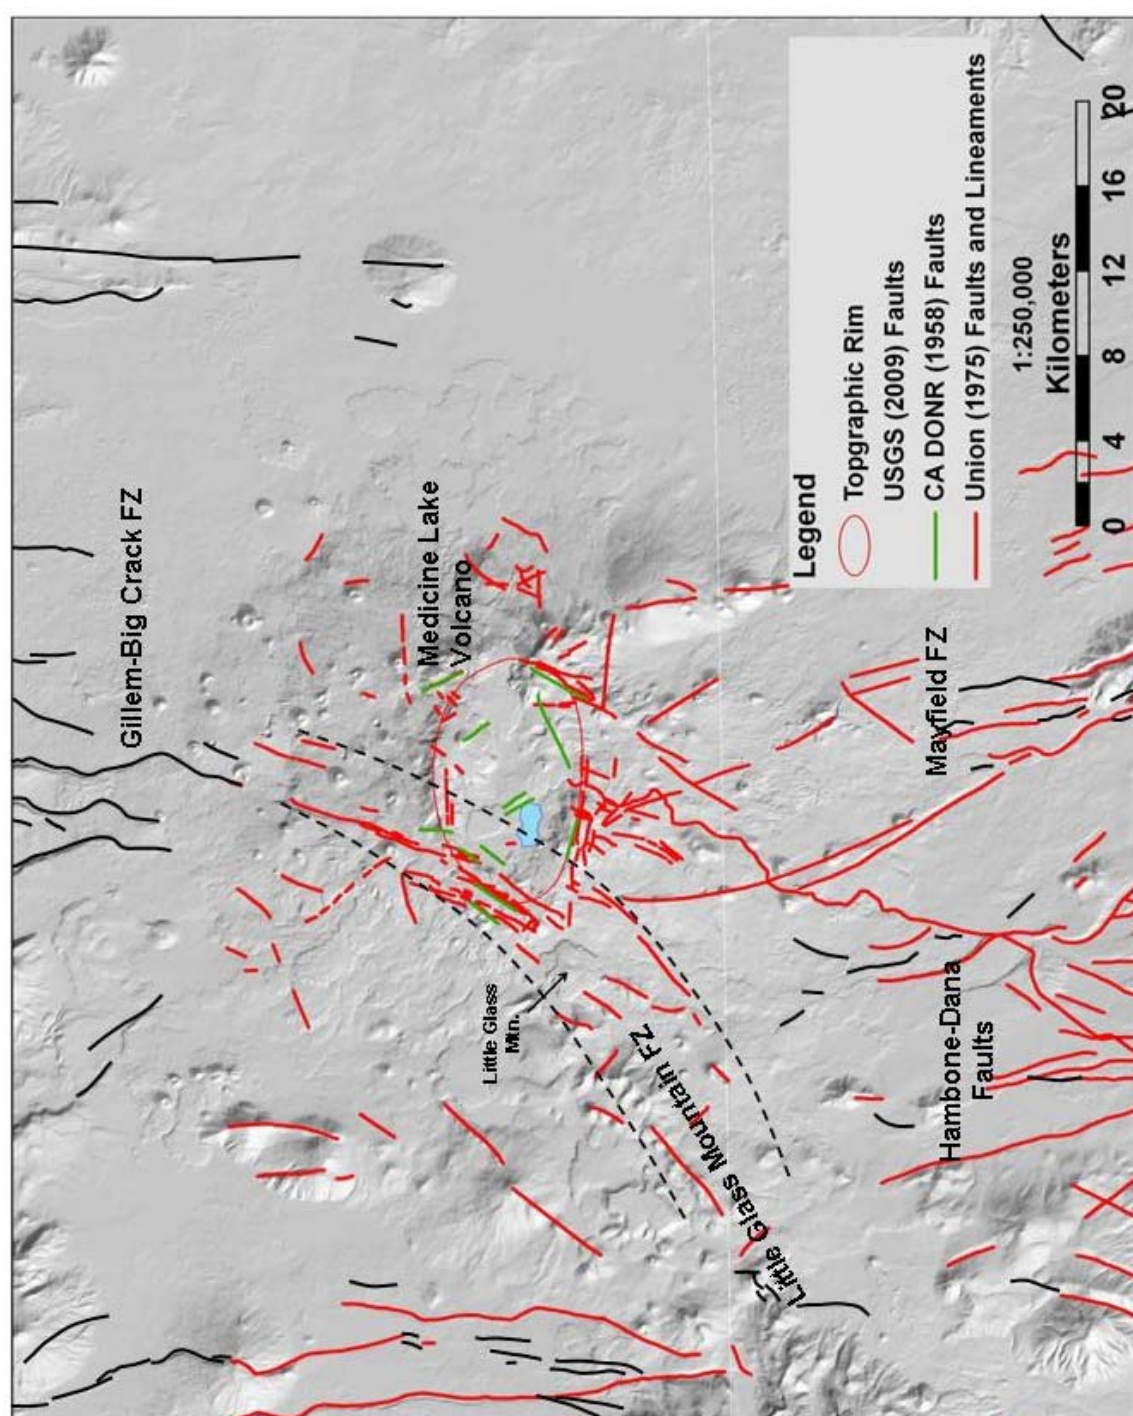 Gillem-Big Crack FZ
Medicine Lake
Volcano
Little Glass
Mtn.
Little Glass Mountain FZ
Mayfield FZ
Hambone-Dana
Faults
Legend
Topgraphic Rim
USGS (2009) Faults
CA DONR (1958) Faults
Union (1975) Faults and Lineaments
1:250,000
Kilometers
0 4 8 12 16 20